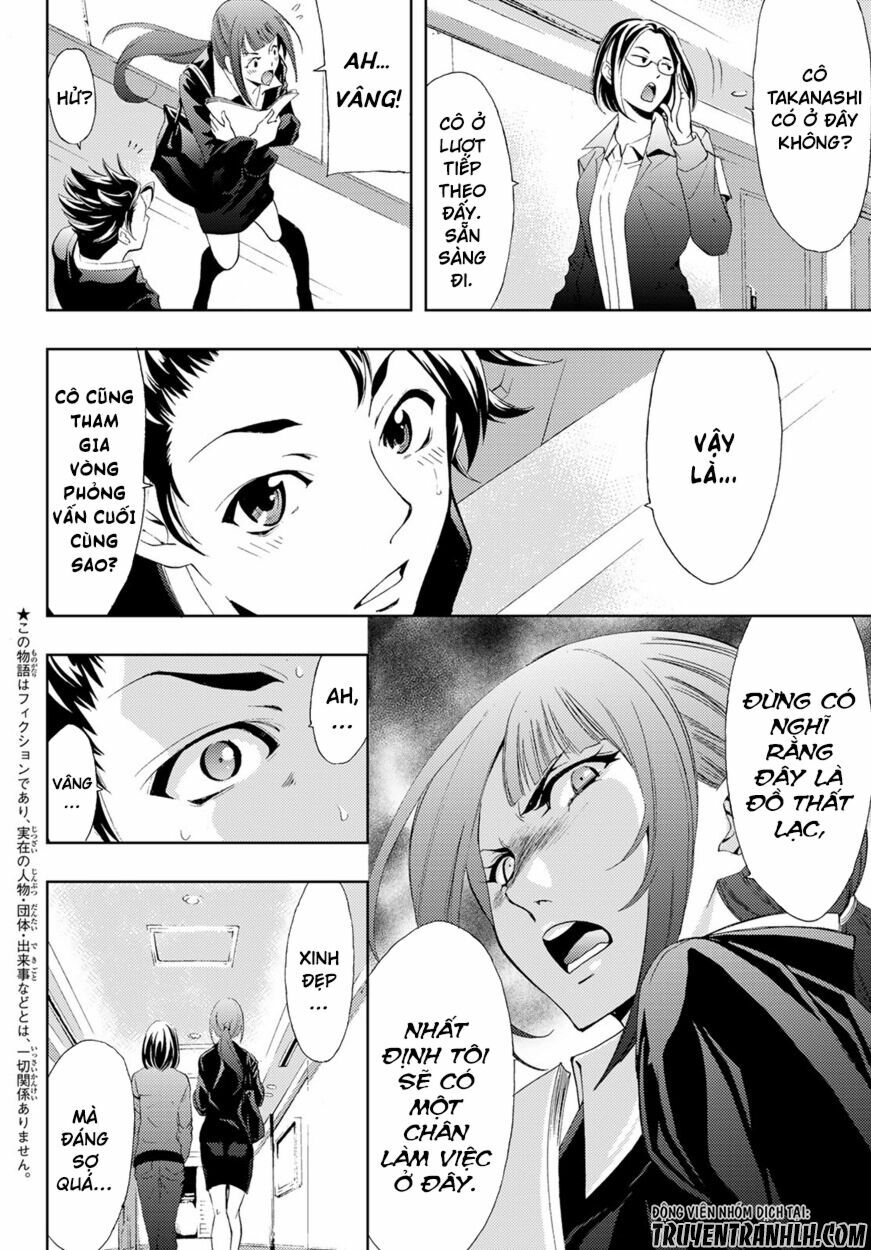 CÔ
TAKANASHI
CÓ Ở ĐÂY
KHÔNG?
CÔ Ở
LƯỢT
TIẾP
THEO
ĐẤY.
SẴN
SÀNG
ĐI.
AH...
VÂNG!
HỬ?
VẬY
LÀ...
CÔ CŨNG
THAM
GIA
VÒNG
PHỎNG
VẤN CUỐI
CÙNG
SAO?
ĐỪNG CÓ
NGHĨ
RẰNG
ĐÂY LÀ
ĐỒ THẤT
LẠC,
NHẤT
ĐỊNH TÔI
SẼ CÓ
MỘT
CHÂN
LÀM VIỆC
Ở ĐÂY.
AH,
...
VÂNG
...
XINH
ĐẸP
...
MÀ
ĐÁNG
SỢ
QUÁ...
★この物語はフィクションであり、実在の人物・団体・出来事などとは、一切関係ありません。
ĐỘNG VIÊN NHÓM DỊCH TẠI:
TRUYENTRANHLH.COM